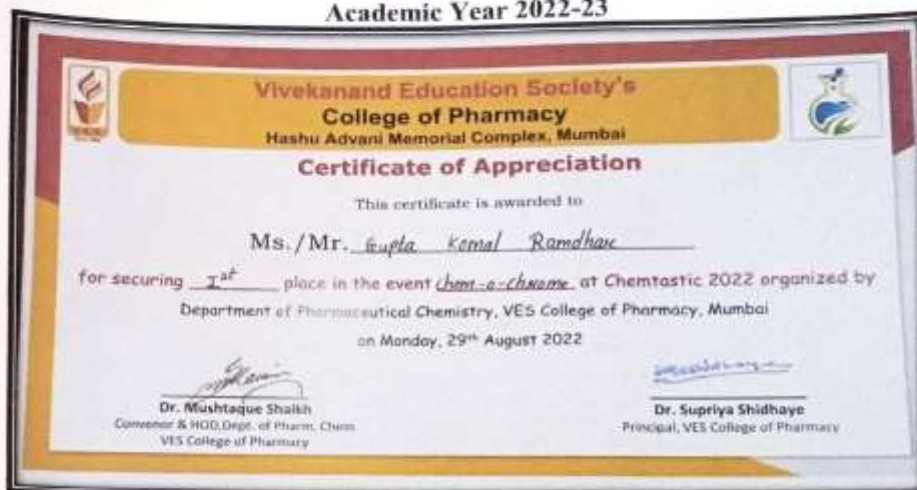 Academic Year 2022-23
Vivekanand Education Society's
College of Pharmacy
Hashu Advani Memorial Complex, Mumbai
Certificate of Appreciation
This certificate is awarded to
Ms./Mr. Gupta Komal Ramdhare
for securing Ist place in the event chem-o-chrome at Chemtastic 2022 organized by
Department of Pharmaceutical Chemistry, VES College of Pharmacy, Mumbai
on Monday, 29th August 2022
Dr. Mushtaque Shaikh
Convenor & HOD,Dept. of Pharm. Chem
VES College of Pharmacy
Dr. Supriya Shidhaye
Principal, VES College of Pharmacy